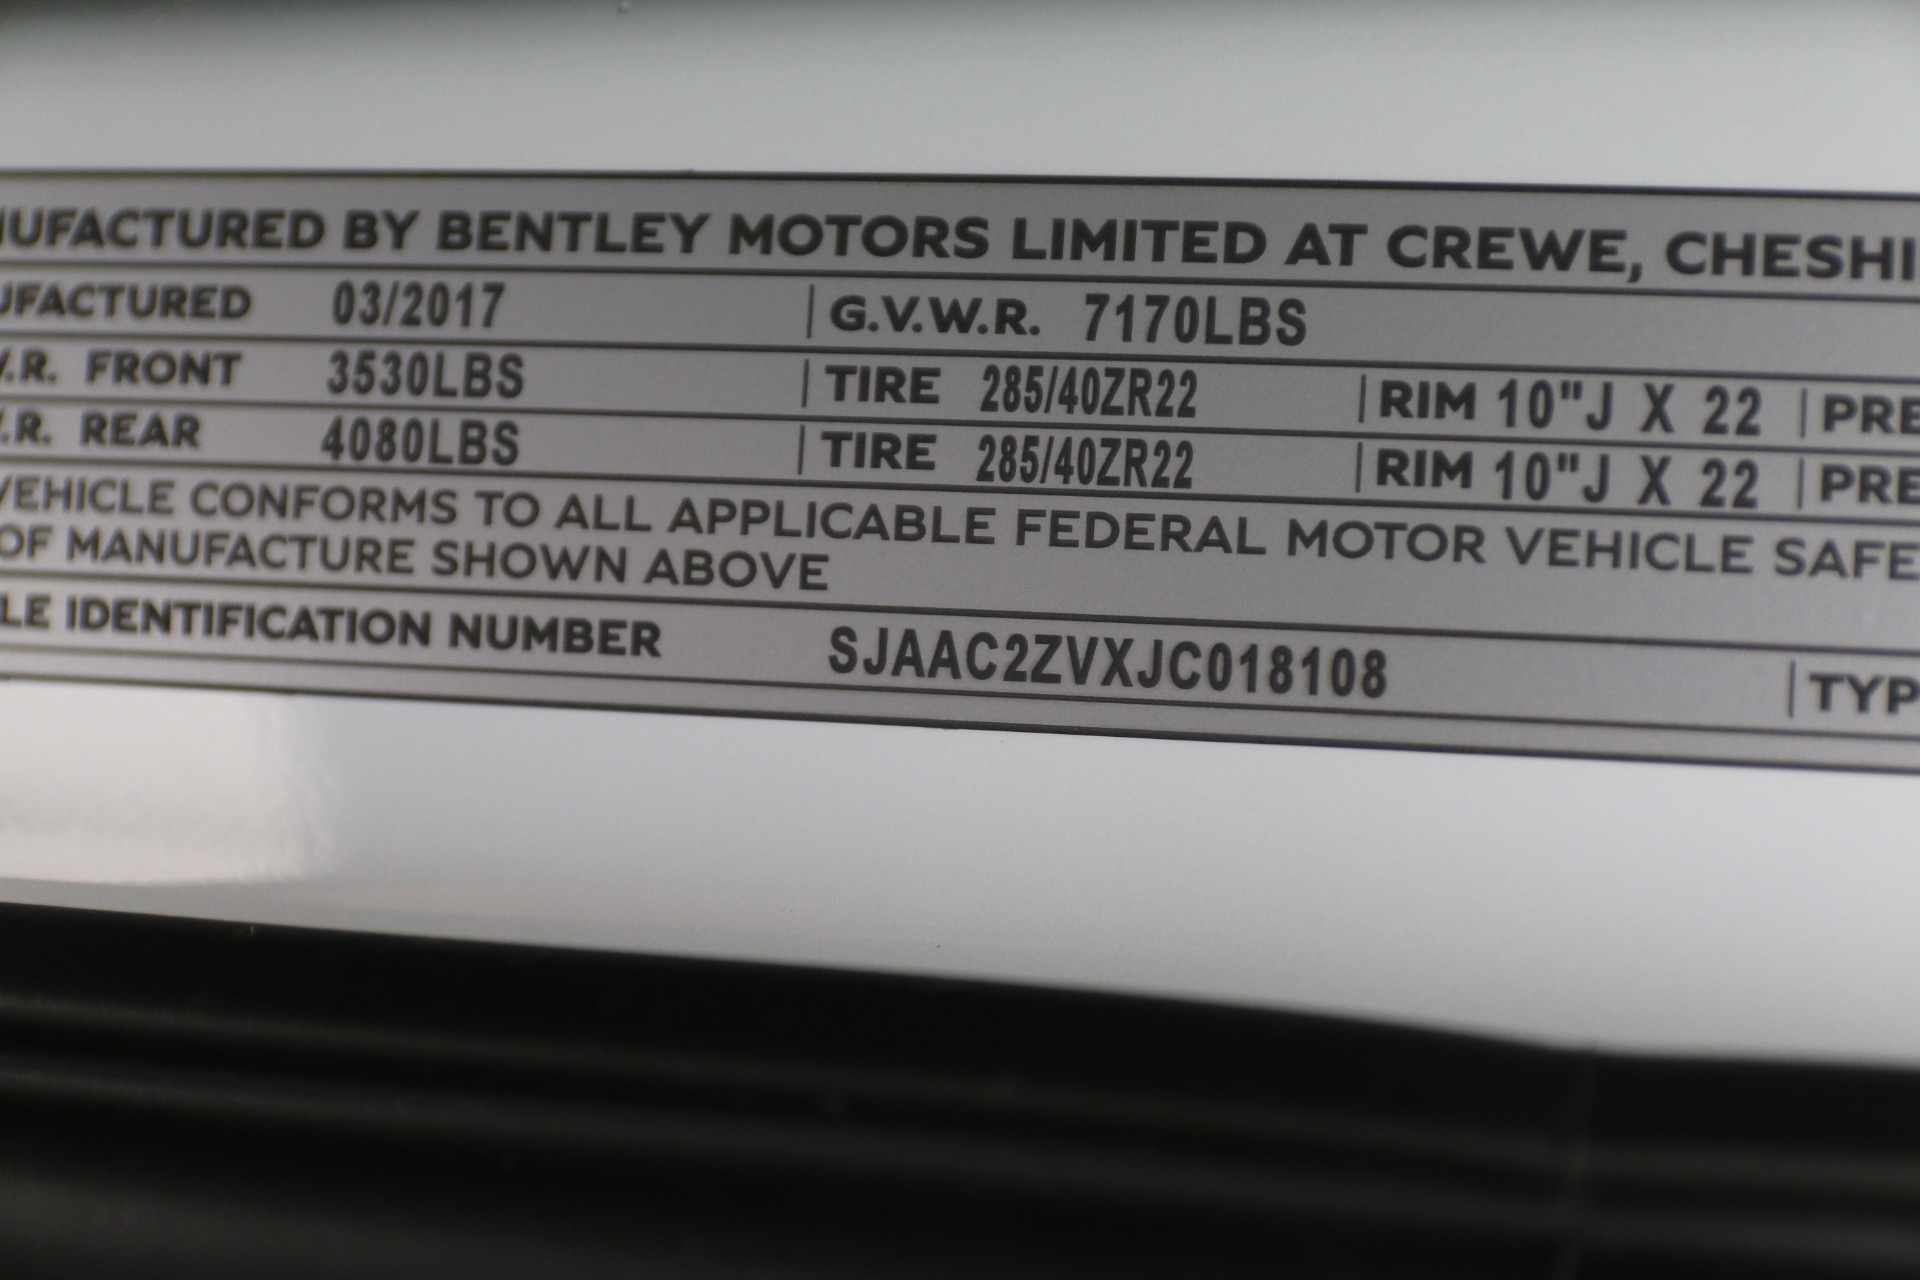 NUFACTURED BY BENTLEY MOTORS LIMITED AT CREWE, CHESHI
UFACTURED 03/2017 | G.V.W.R. 7170LBS
V.R. FRONT 3530LBS | TIRE 285/40ZR22 | RIM 10"J X 22 | PRE
.R. REAR 4080LBS | TIRE 285/40ZR22 | RIM 10"J X 22 | PRE
VEHICLE CONFORMS TO ALL APPLICABLE FEDERAL MOTOR VEHICLE SAFE
OF MANUFACTURE SHOWN ABOVE
LE IDENTIFICATION NUMBER SJAAC2ZVXJC018108 | TYP